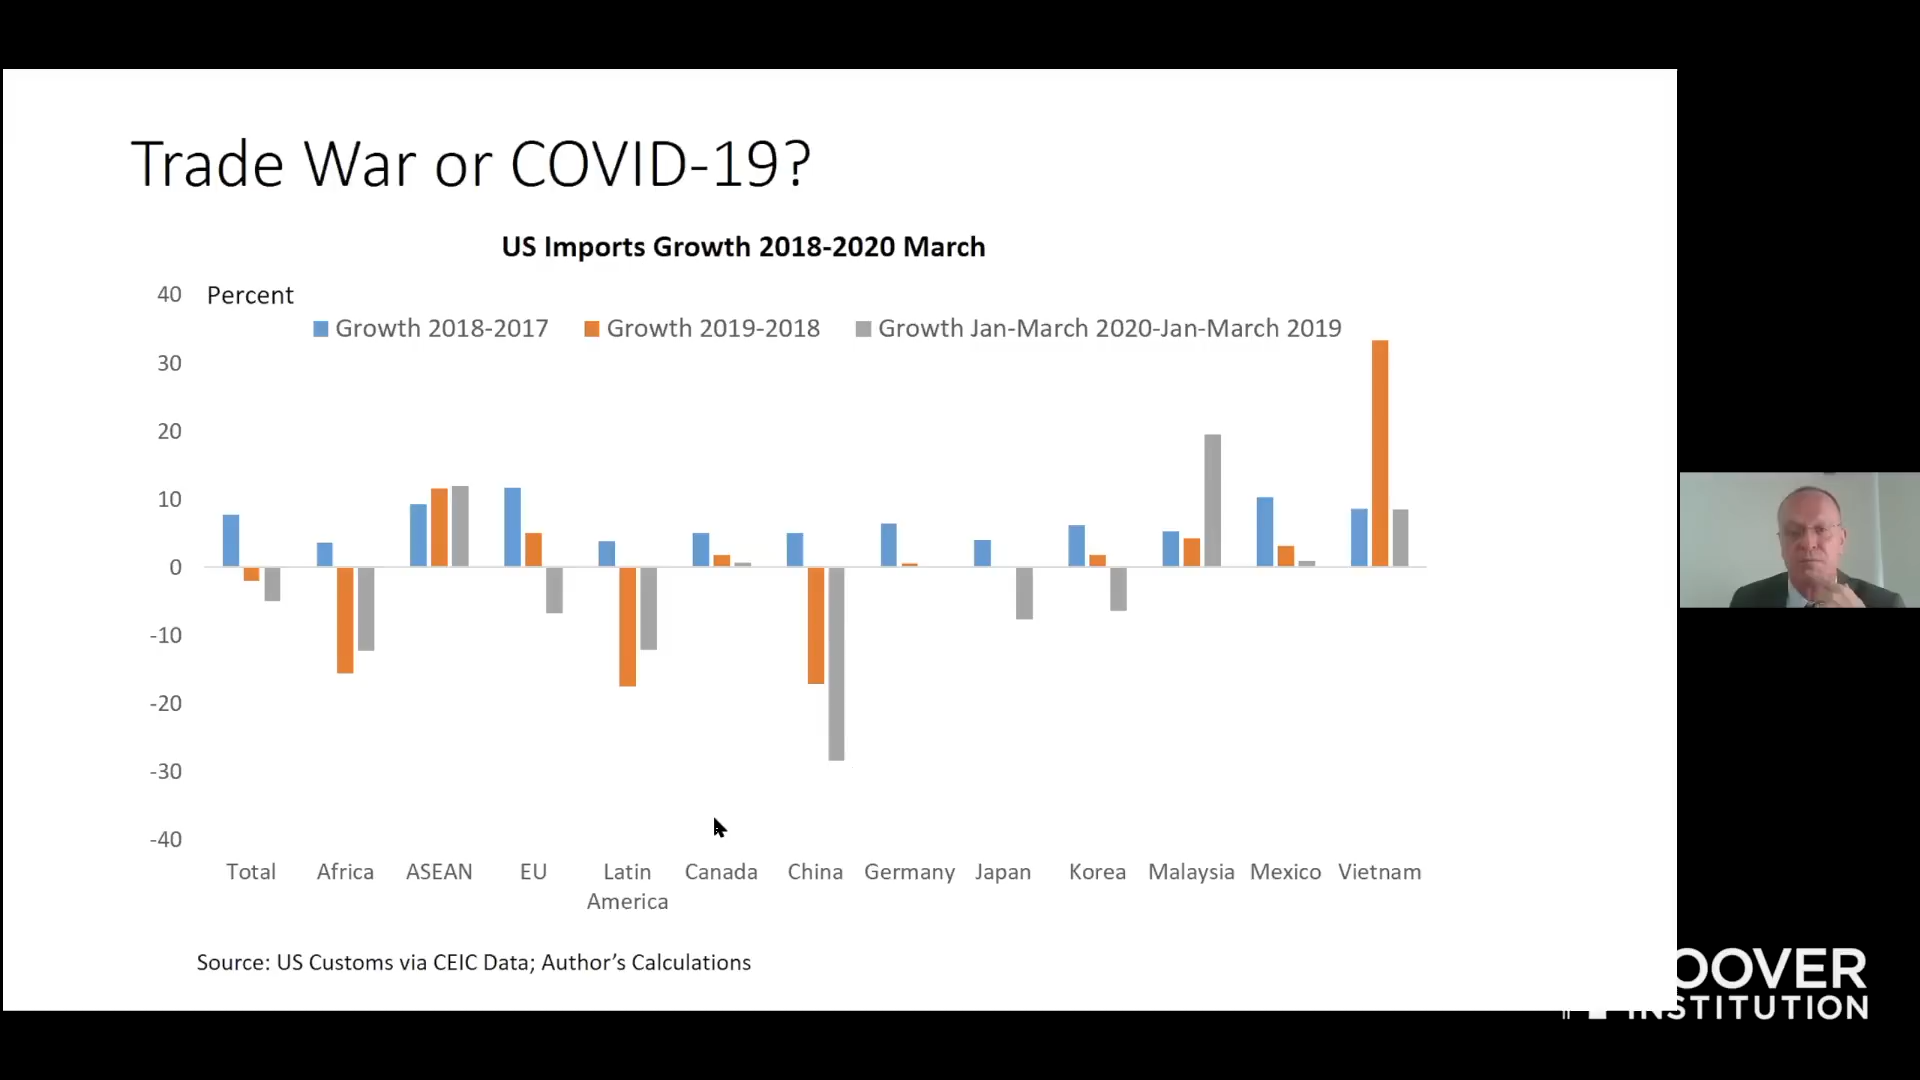 Trade War or COVID-19?
US Imports Growth 2018-2020 March
Percent
Growth 2018-2017 Growth 2019-2018 Growth Jan-March 2020-Jan-March 2019
40
30
20
10
0
-10
-20
-30
-40
Total Africa ASEAN EU Latin America Canada China Germany Japan Korea Malaysia Mexico Vietnam
Source: US Customs via CEIC Data; Author's Calculations
OOVER
INSTITUTION